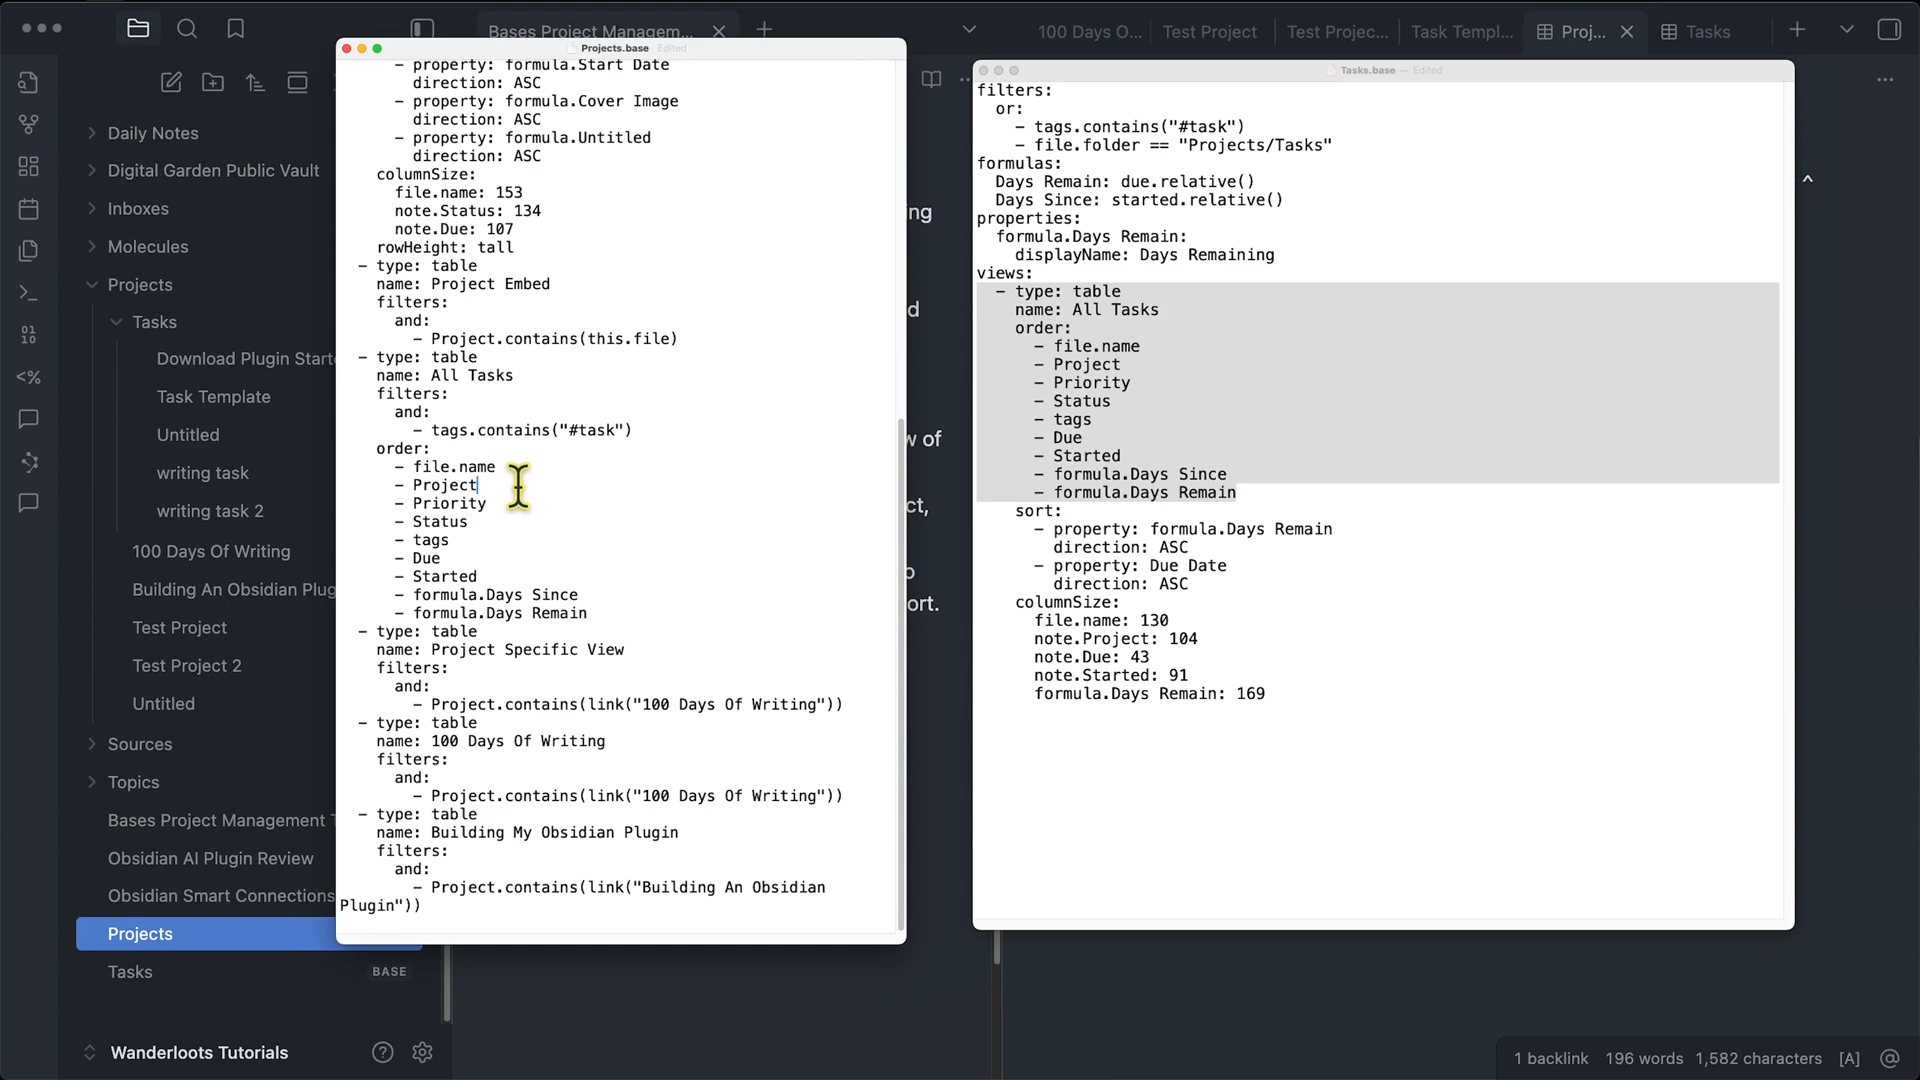 Bases Project Managem...
100 Days O...
Test Project
Test Projec...
Task Templ...
Proj...
Tasks
Daily Notes
Digital Garden Public Vault
Inboxes
Molecules
Projects
Tasks
Download Plugin Starte
Task Template
Untitled
writing task
writing task 2
100 Days Of Writing
Building An Obsidian Plug
Test Project
Test Project 2
Untitled
Sources
Topics
Bases Project Management T
Obsidian AI Plugin Review
Obsidian Smart Connections
Projects
Tasks
BASE
Wanderloots Tutorials
Projects.base Edited
- property: formula.Start Date
direction: ASC
- property: formula.Cover Image
direction: ASC
- property: formula.Untitled
direction: ASC
columnSize:
file.name: 153
note.Status: 134
note.Due: 107
rowHeight: tall
- type: table
name: Project Embed
filters:
and:
- Project.contains(this.file)
- type: table
name: All Tasks
filters:
and:
- tags.contains("#task")
order:
- file.name
- Project
- Priority
- Status
- tags
- Due
- Started
- formula.Days Since
- formula.Days Remain
- type: table
name: Project Specific View
filters:
and:
- Project.contains(link("100 Days Of Writing"))
- type: table
name: 100 Days Of Writing
filters:
and:
- Project.contains(link("100 Days Of Writing"))
- type: table
name: Building My Obsidian Plugin
filters:
and:
- Project.contains(link("Building An Obsidian
Plugin"))
ing
d
w of
ct,
o
ort.
Tasks.base — Edited
filters:
or:
- tags.contains("#task")
- file.folder == "Projects/Tasks"
formulas:
Days Remain: due.relative()
Days Since: started.relative()
properties:
formula.Days Remain:
displayName: Days Remaining
views:
- type: table
name: All Tasks
order:
- file.name
- Project
- Priority
- Status
- tags
- Due
- Started
- formula.Days Since
- formula.Days Remain
sort:
- property: formula.Days Remain
direction: ASC
- property: Due Date
direction: ASC
columnSize:
file.name: 130
note.Project: 104
note.Due: 43
note.Started: 91
formula.Days Remain: 169
1 backlink 196 words 1,582 characters [A]